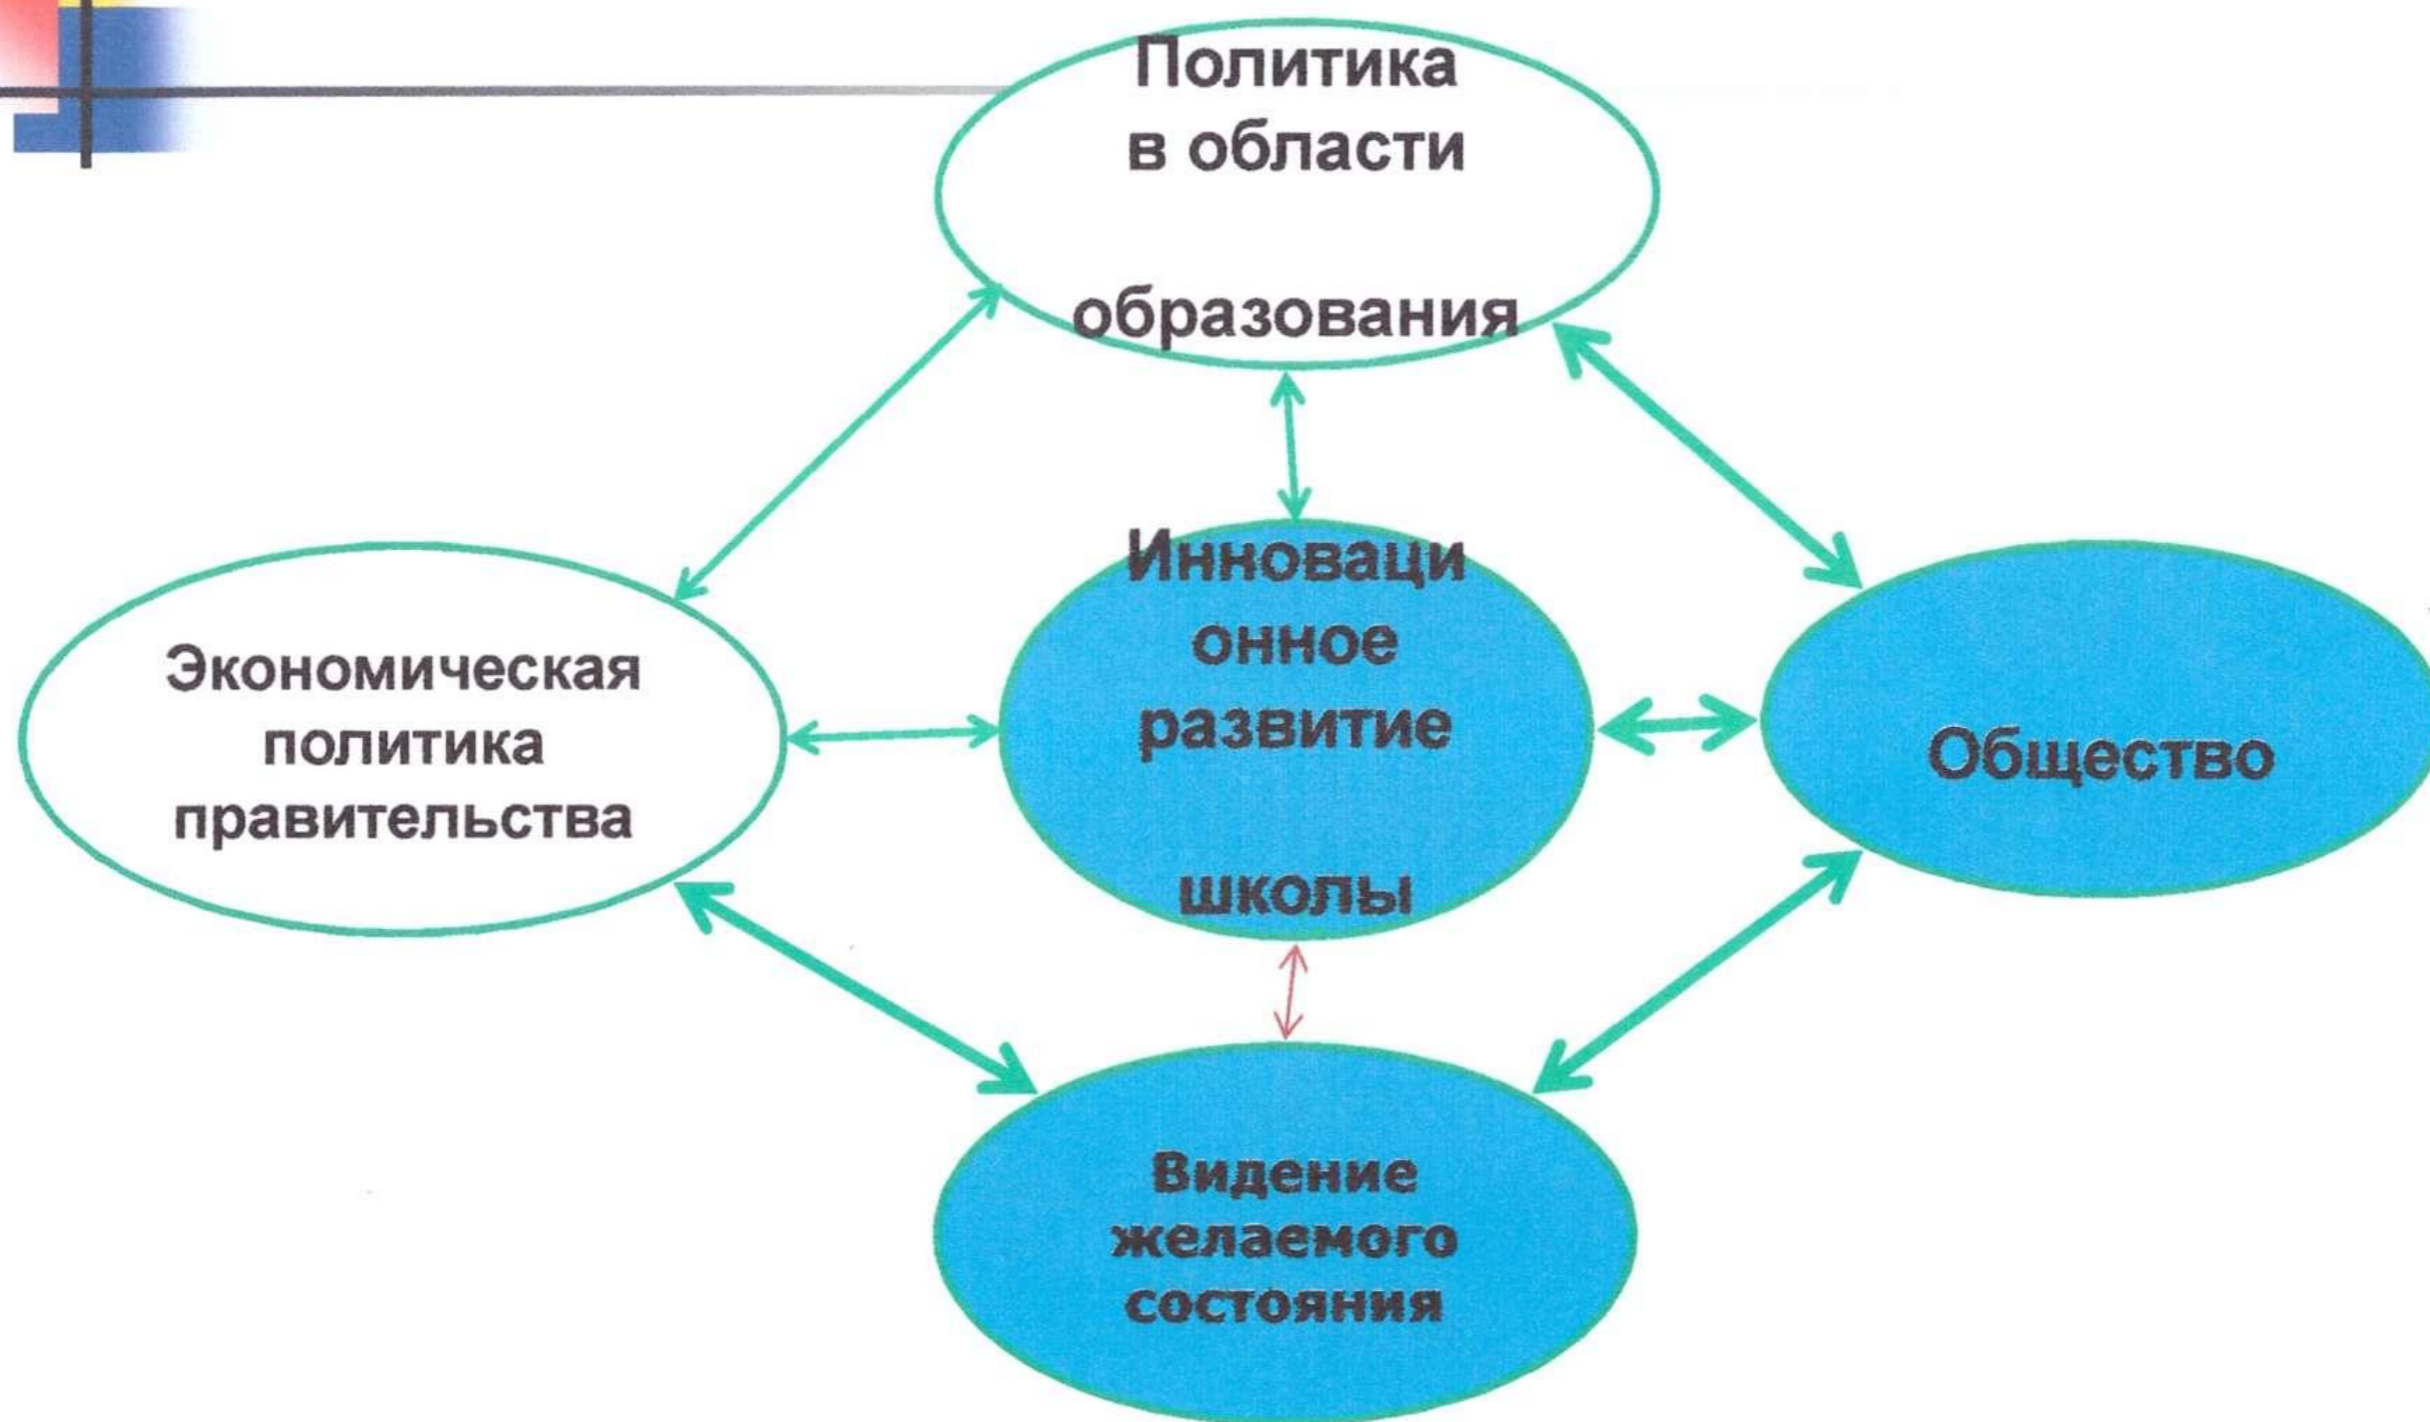 Политика
в области
образования
Инноваци
онное
развитие
школы
Экономическая
политика
правительства
Общество
Видение
желаемого
состояния